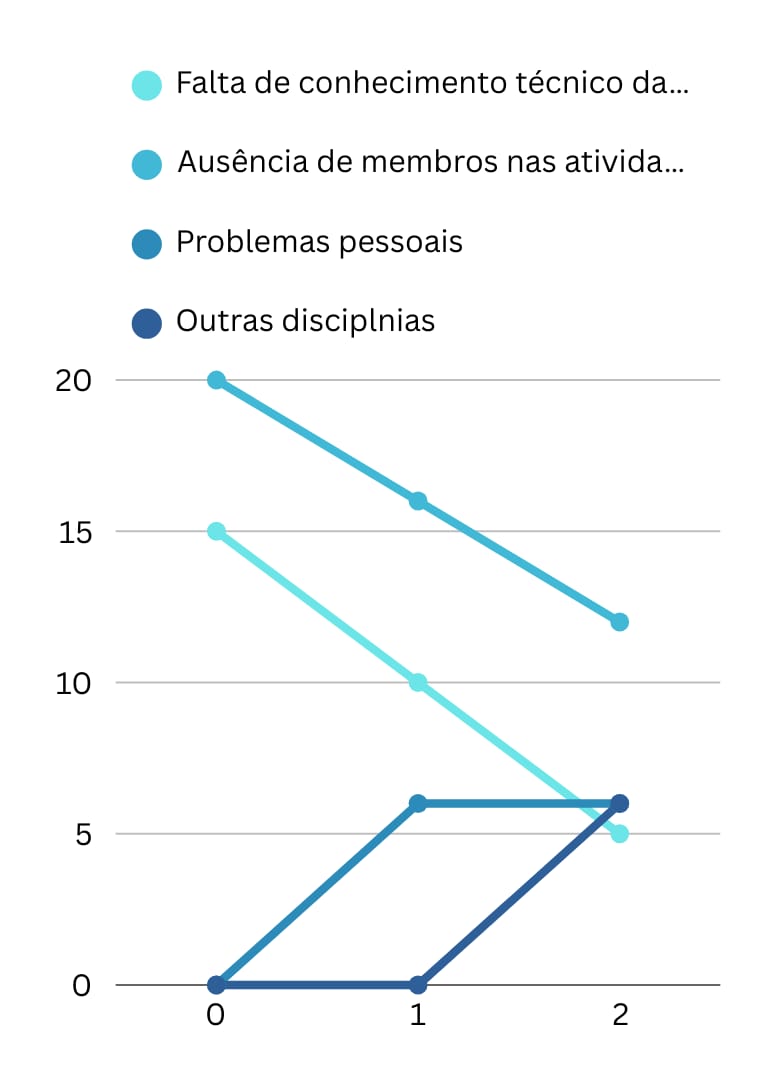 Falta de conhecimento técnico da...
Ausência de membros nas ativida...
Problemas pessoais
Outras disciplnias
20
15
10
5
0
0 1 2